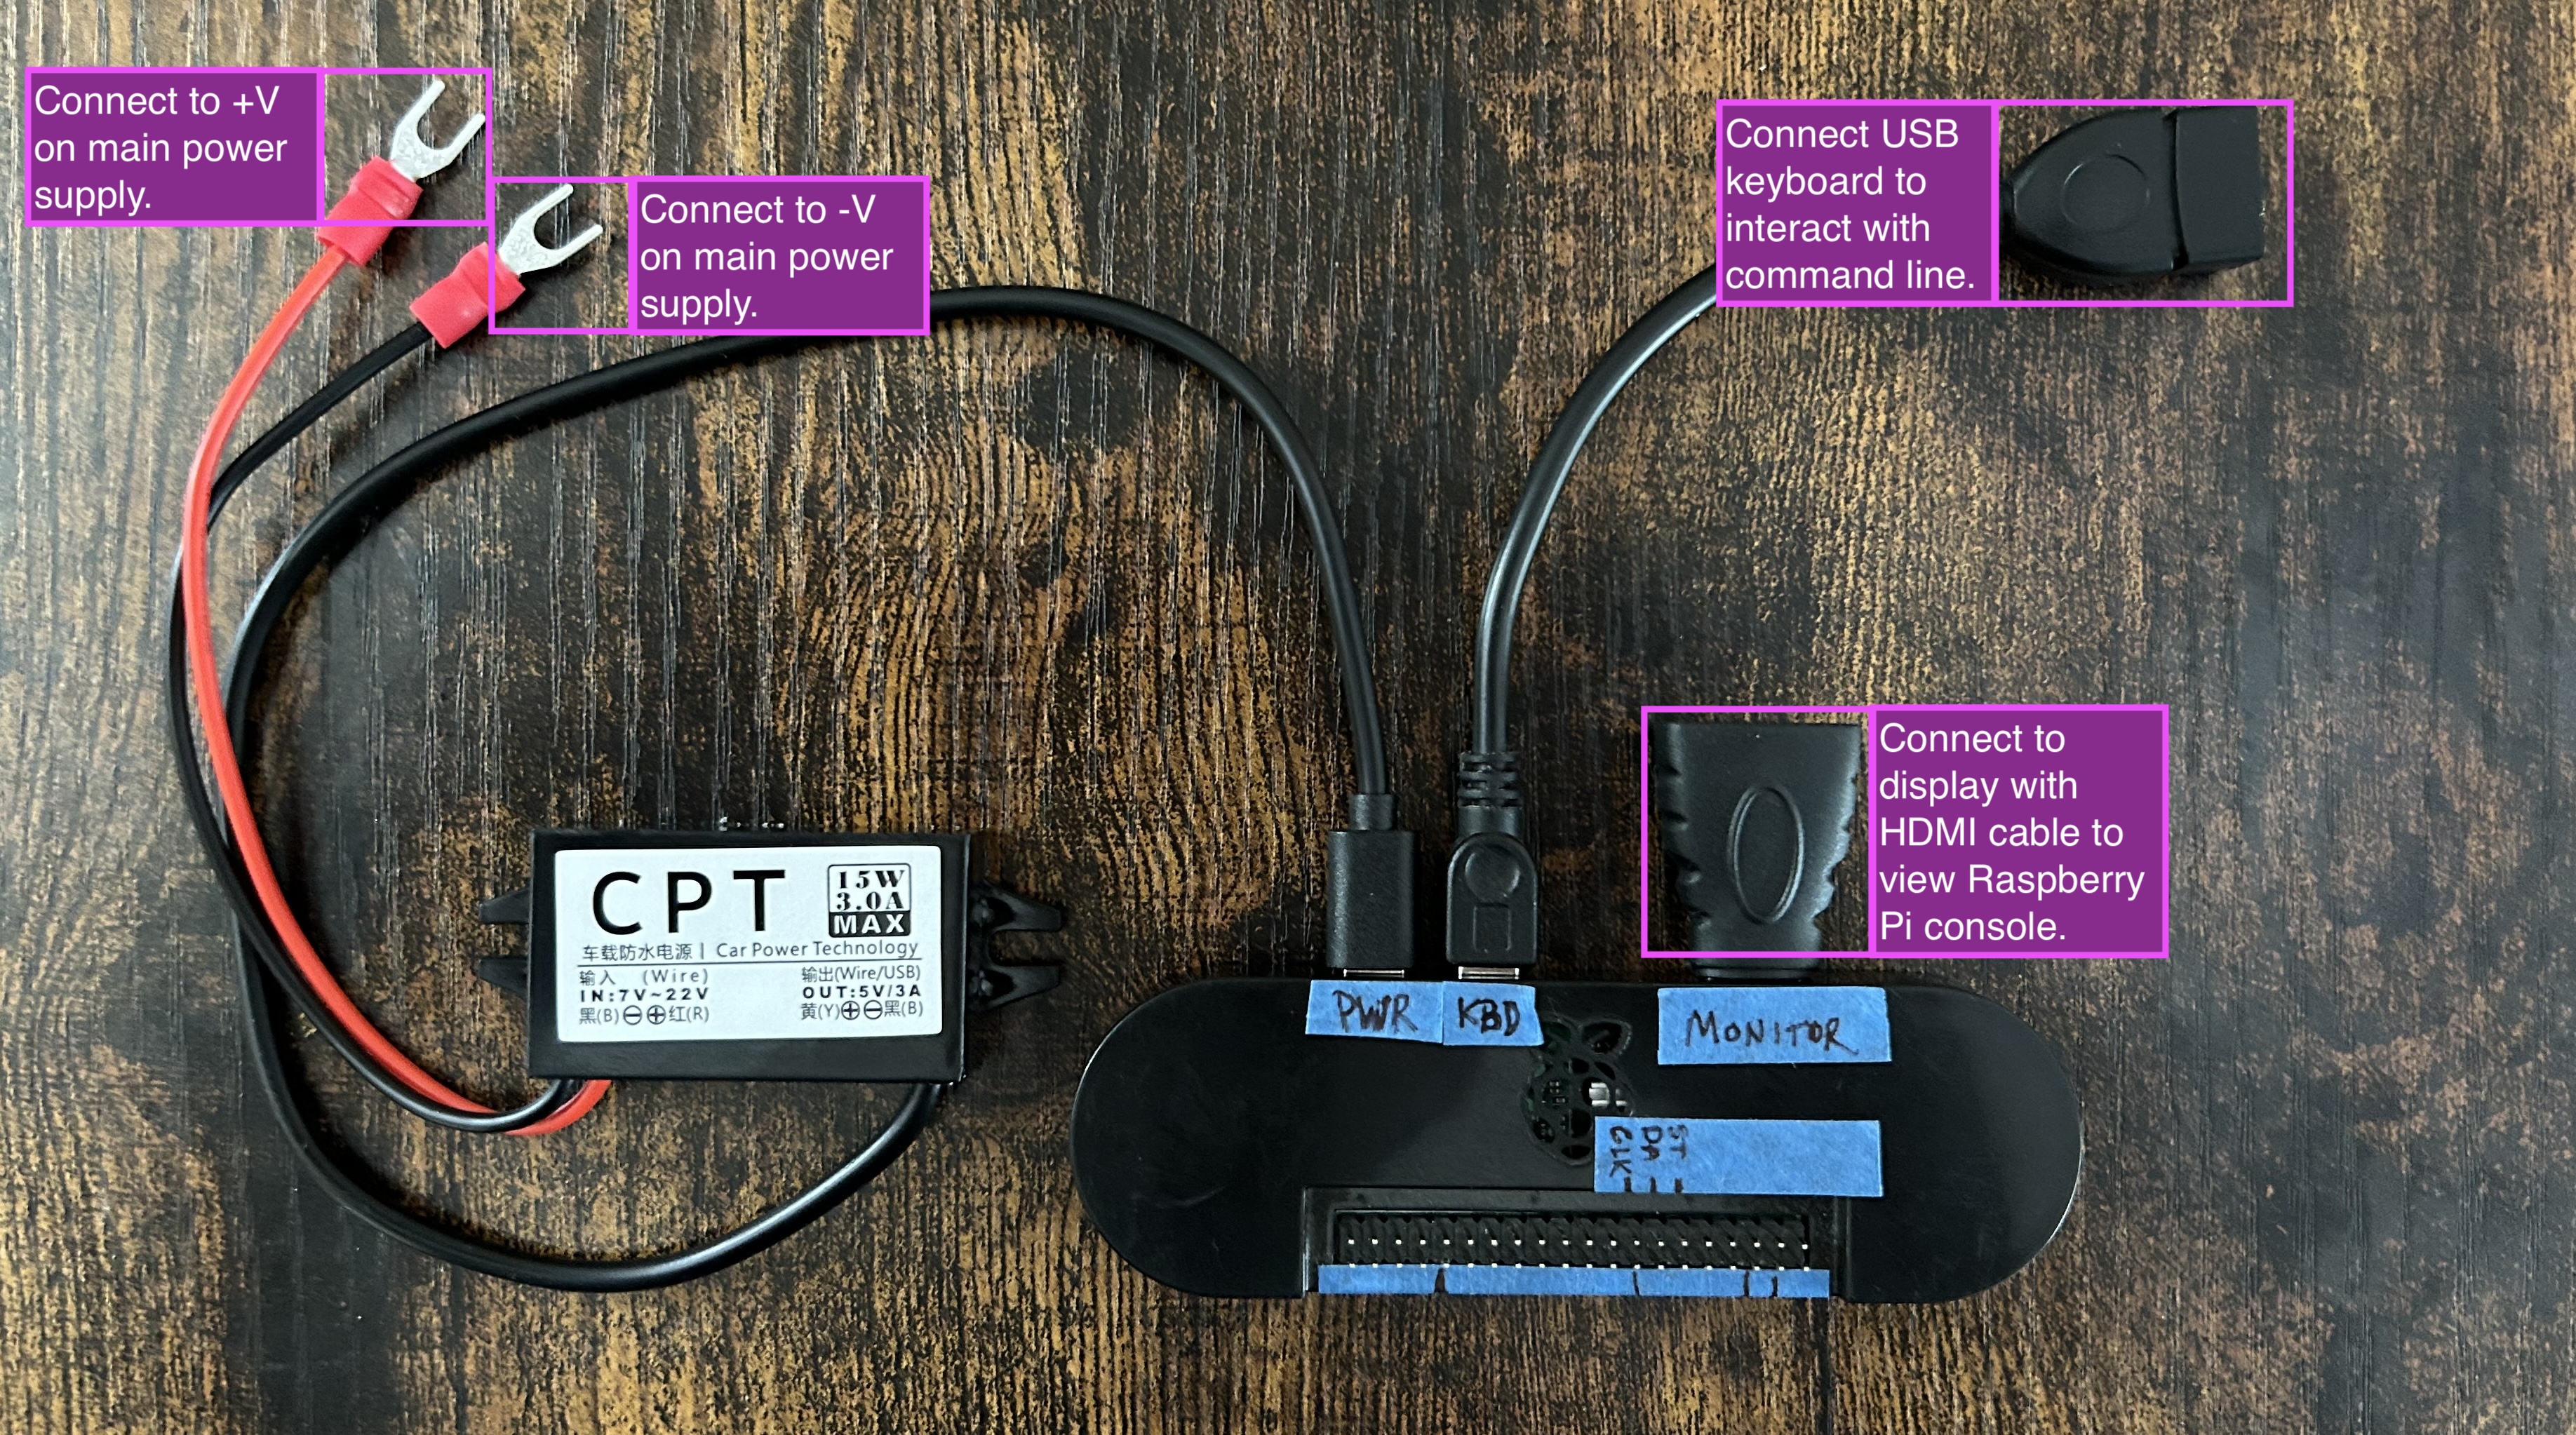 Connect to +V
on main power
supply.
Connect to -V
on main power
supply.
Connect USB
keyboard to
interact with
command line.
Connect to
display with
HDMI cable to
view Raspberry
Pi console.
CPT
15W
3.0A
MAX
车载防水电源 | Car Power Technology
输入 (Wire)
IN:7V~22V
黑(B)⊖⊕红(R)
输出(Wire/USB)
OUT:5V/3A
黄(Y)⊕⊖黑(B)
PWR
KBD
MONITOR
ST
DA
CLK